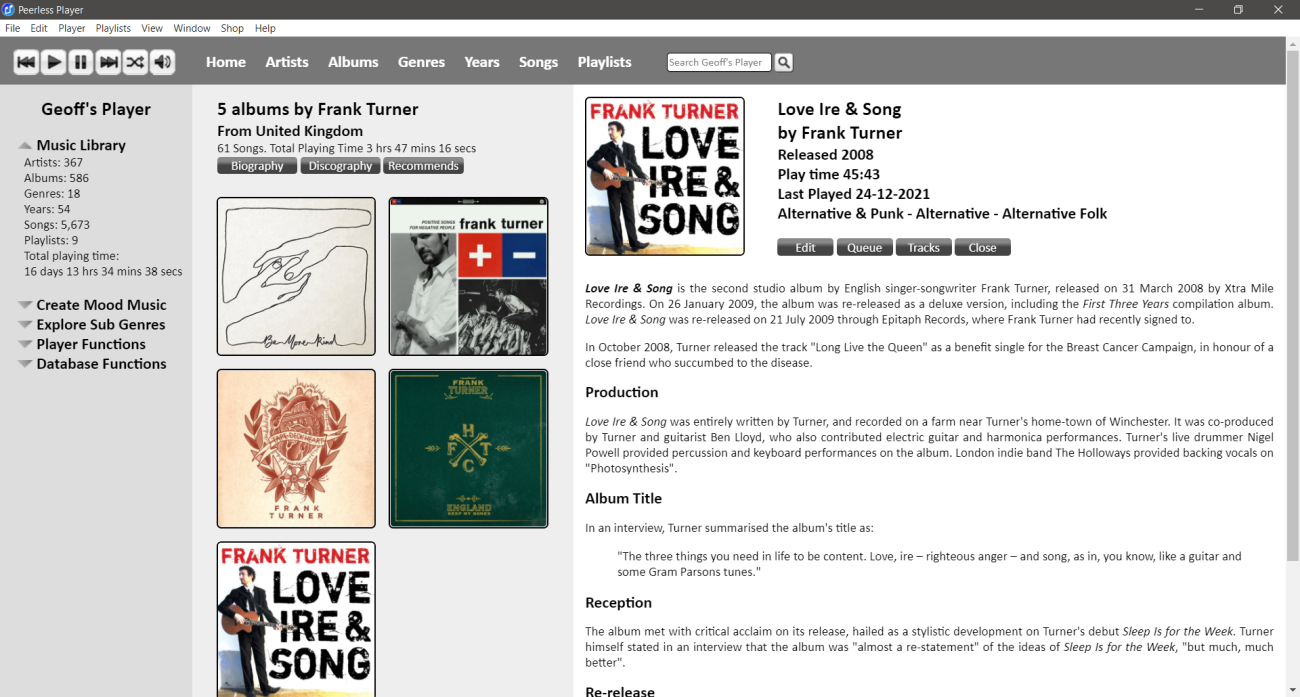 Peerless Player
File Edit Player Playlists View Window Shop Help
Home Artists Albums Genres Years Songs Playlists
Search Geoff's Player
Geoff's Player
Music Library
Artists: 367
Albums: 586
Genres: 18
Years: 54
Songs: 5,673
Playlists: 9
Total playing time:
16 days 13 hrs 34 mins 38 secs
Create Mood Music
Explore Sub Genres
Player Functions
Database Functions
5 albums by Frank Turner
From United Kingdom
61 Songs. Total Playing Time 3 hrs 47 mins 16 secs
Biography Discography Recommends
Be More Kind
POSITIVE SONGS
FOR NEGATIVE PEOPLE
frank turner
FRANK
TURNER
FRANK
TURNER
H
F T
C
ENGLAND
KEEP MY BONES
FRANK TURNER
LOVE
IRE &
SONG
FRANK TURNER
LOVE
IRE &
SONG
Love Ire & Song
by Frank Turner
Released 2008
Play time 45:43
Last Played 24-12-2021
Alternative & Punk - Alternative - Alternative Folk
Edit Queue Tracks Close
Love Ire & Song is the second studio album by English singer-songwriter Frank Turner, released on 31 March 2008 by Xtra Mile
Recordings. On 26 January 2009, the album was re-released as a deluxe version, including the First Three Years compilation album.
Love Ire & Song was re-released on 21 July 2009 through Epitaph Records, where Frank Turner had recently signed to.
In October 2008, Turner released the track "Long Live the Queen" as a benefit single for the Breast Cancer Campaign, in honour of a
close friend who succumbed to the disease.
Production
Love Ire & Song was entirely written by Turner, and recorded on a farm near Turner's home-town of Winchester. It was co-produced
by Turner and guitarist Ben Lloyd, who also contributed electric guitar and harmonica performances. Turner's live drummer Nigel
Powell provided percussion and keyboard performances on the album. London indie band The Holloways provided backing vocals on
"Photosynthesis".
Album Title
In an interview, Turner summarised the album's title as:
"The three things you need in life to be content. Love, ire – righteous anger – and song, as in, you know, like a guitar and
some Gram Parsons tunes."
Reception
The album met with critical acclaim on its release, hailed as a stylistic development on Turner's debut Sleep Is for the Week. Turner
himself stated in an interview that the album was "almost a re-statement" of the ideas of Sleep Is for the Week, "but much, much
better".
Re-release